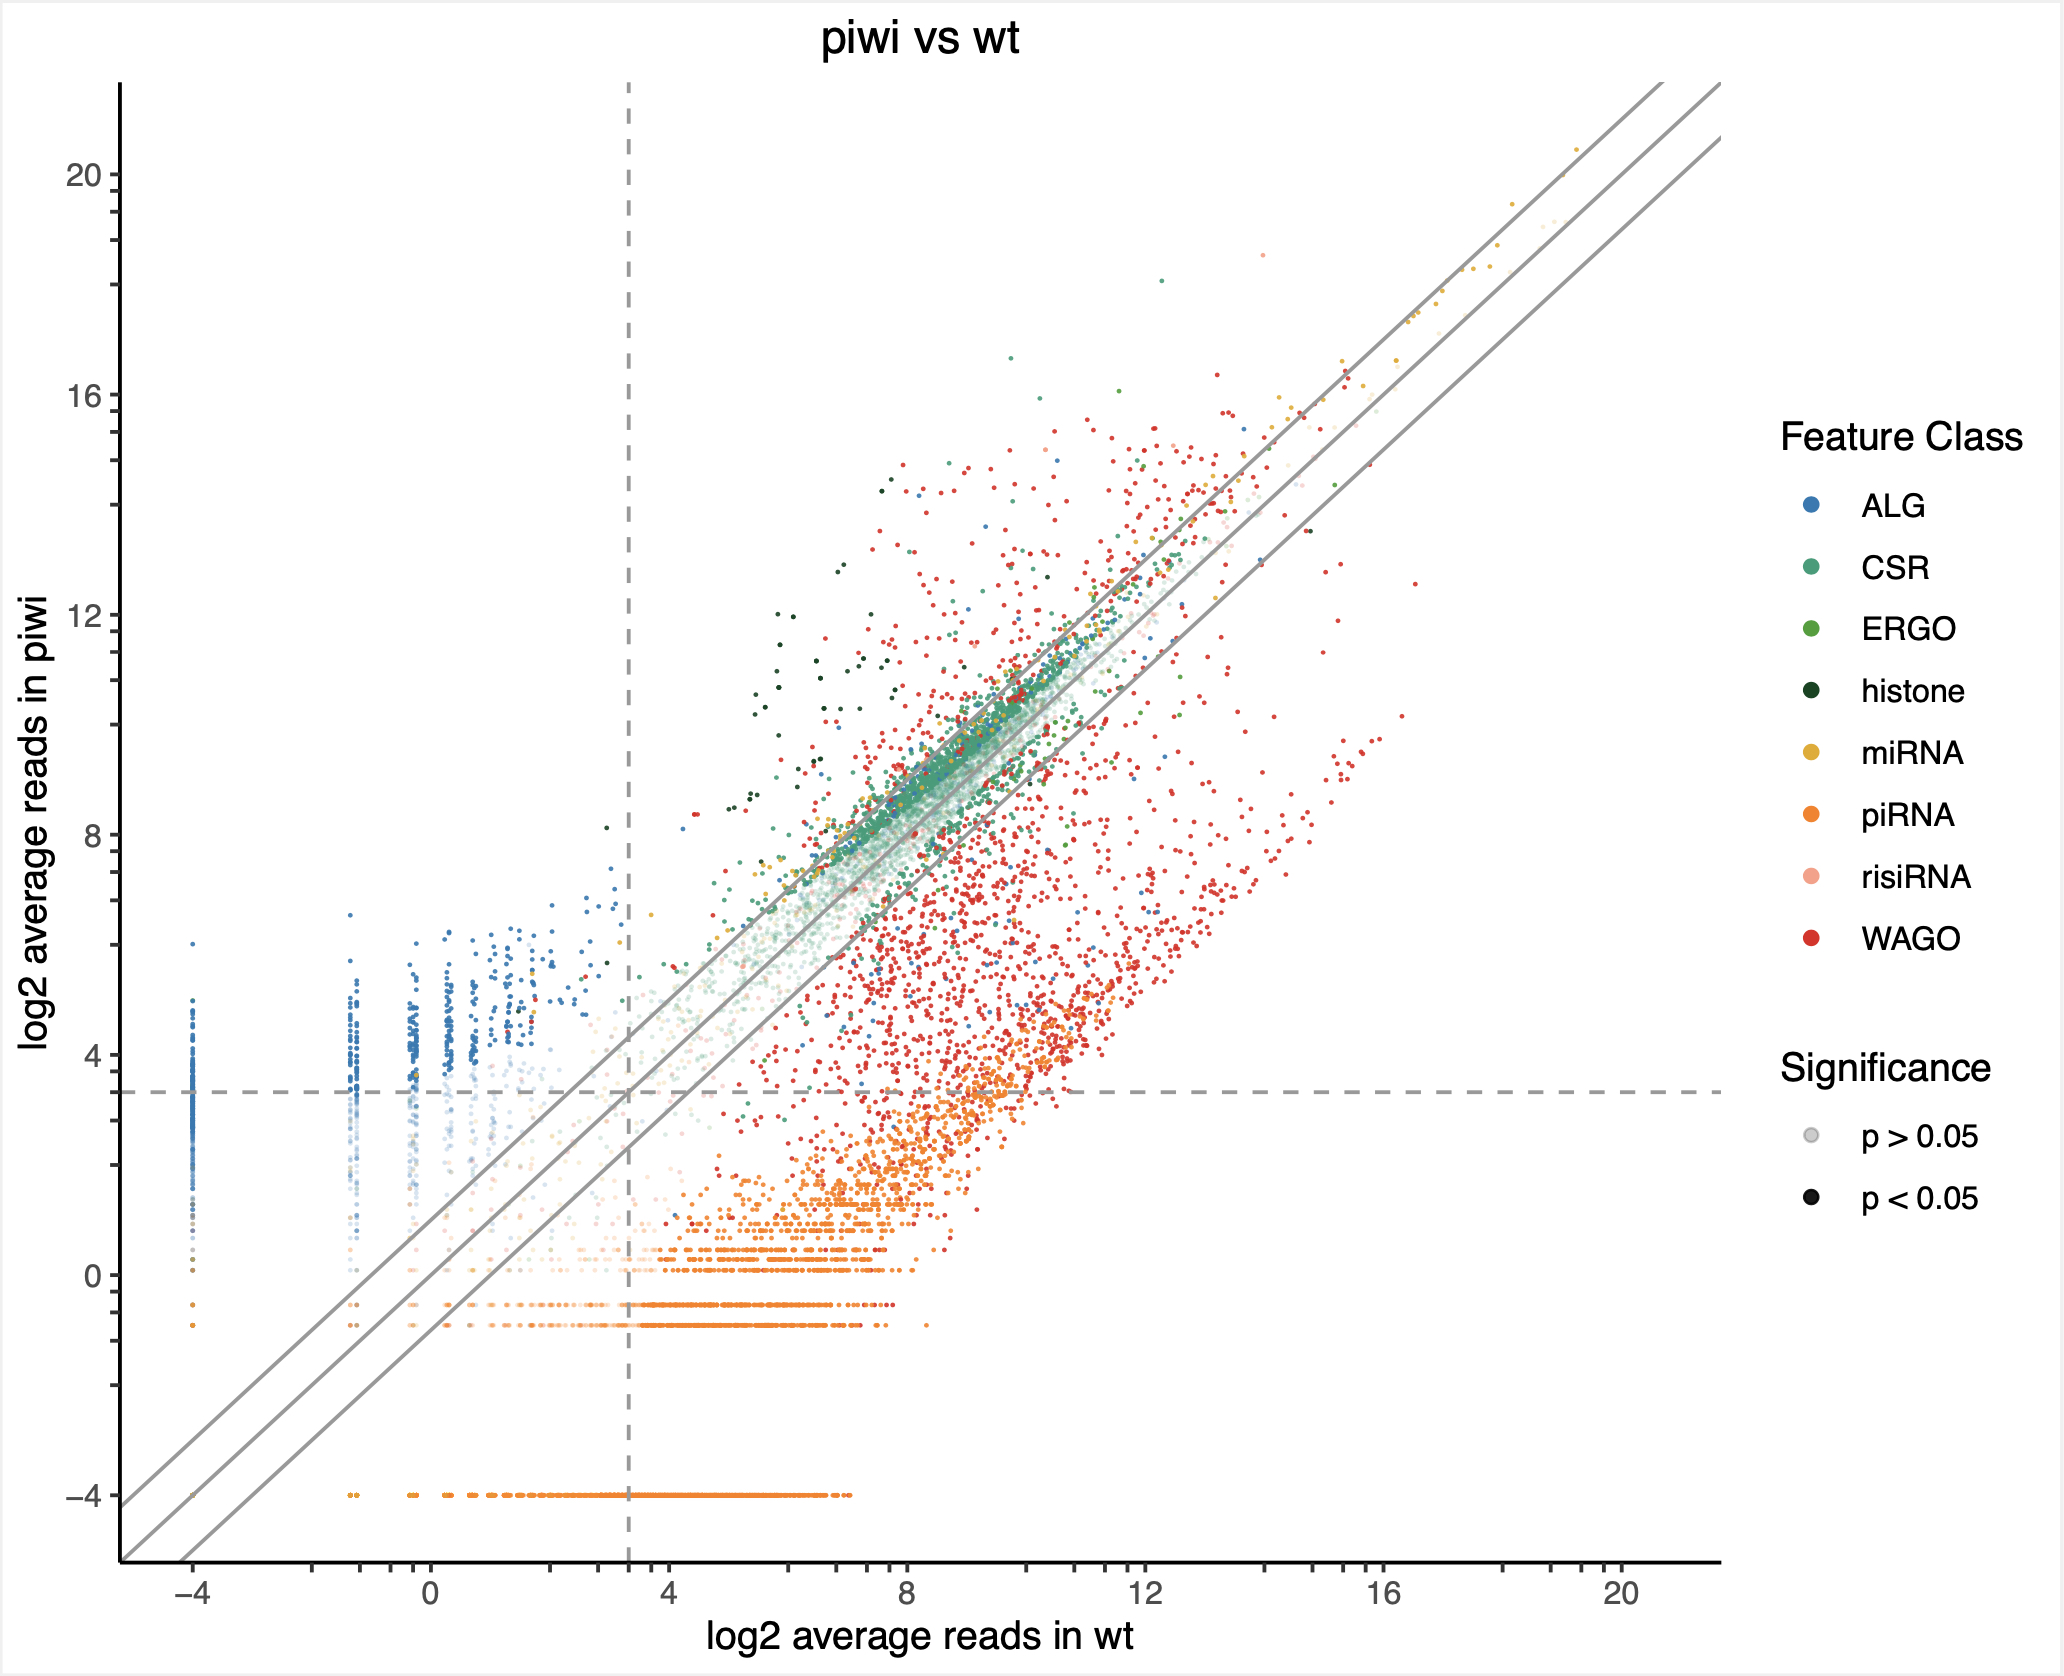 piwi vs wt
log2 average reads in piwi
20
16
12
8
4
0
−4
−4
0
4
8
12
16
20
log2 average reads in wt
Feature Class
ALG
CSR
ERGO
histone
miRNA
piRNA
risiRNA
WAGO
Significance
p > 0.05
p < 0.05